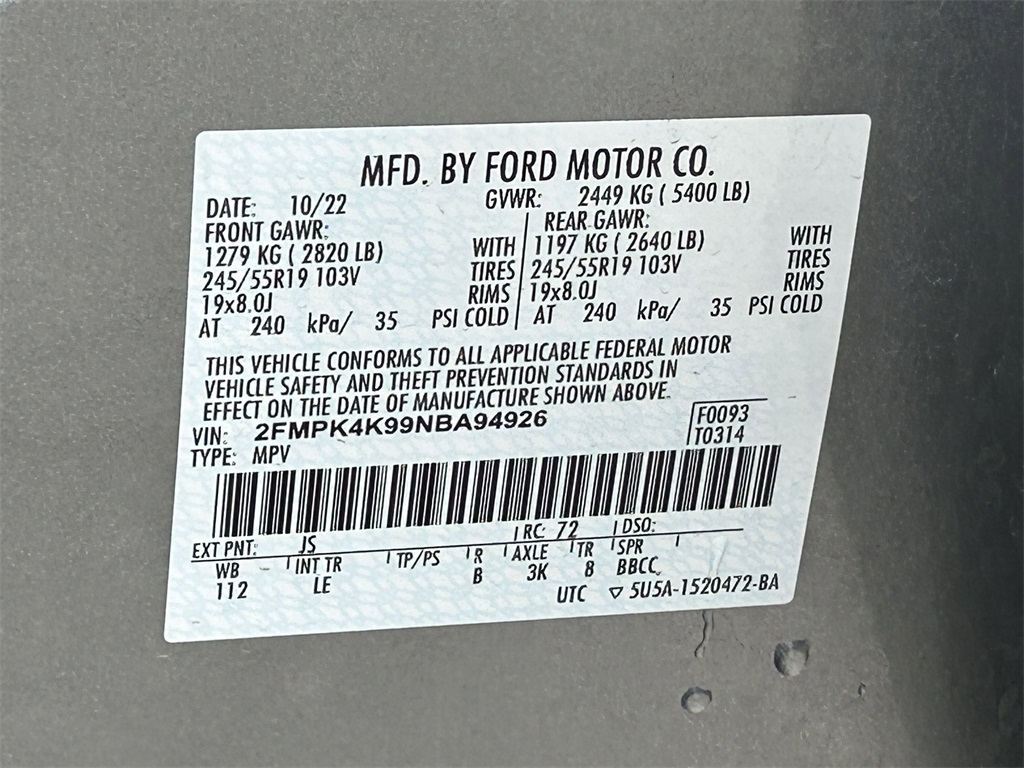 MFD. BY FORD MOTOR CO.
DATE: 10/22 GVWR: 2449 KG ( 5400 LB)
FRONT GAWR: REAR GAWR:
1279 KG ( 2820 LB) WITH 1197 KG ( 2640 LB) WITH
245/55R19 103V TIRES 245/55R19 103V TIRES
19x8.0J RIMS 19x8.0J RIMS
AT 240 kPa/ 35 PSI COLD AT 240 kPa/ 35 PSI COLD
THIS VEHICLE CONFORMS TO ALL APPLICABLE FEDERAL MOTOR
VEHICLE SAFETY AND THEFT PREVENTION STANDARDS IN
EFFECT ON THE DATE OF MANUFACTURE SHOWN ABOVE.
VIN: 2FMPK4K99NBA94926 F0093
TYPE: MPV T0314
EXT PNT: JS RC: 72 DSO:
WB INT TR TP/PS R AXLE TR SPR
112 LE B 3K 8 BBCC
UTC ▽ 5U5A-1520472-BA